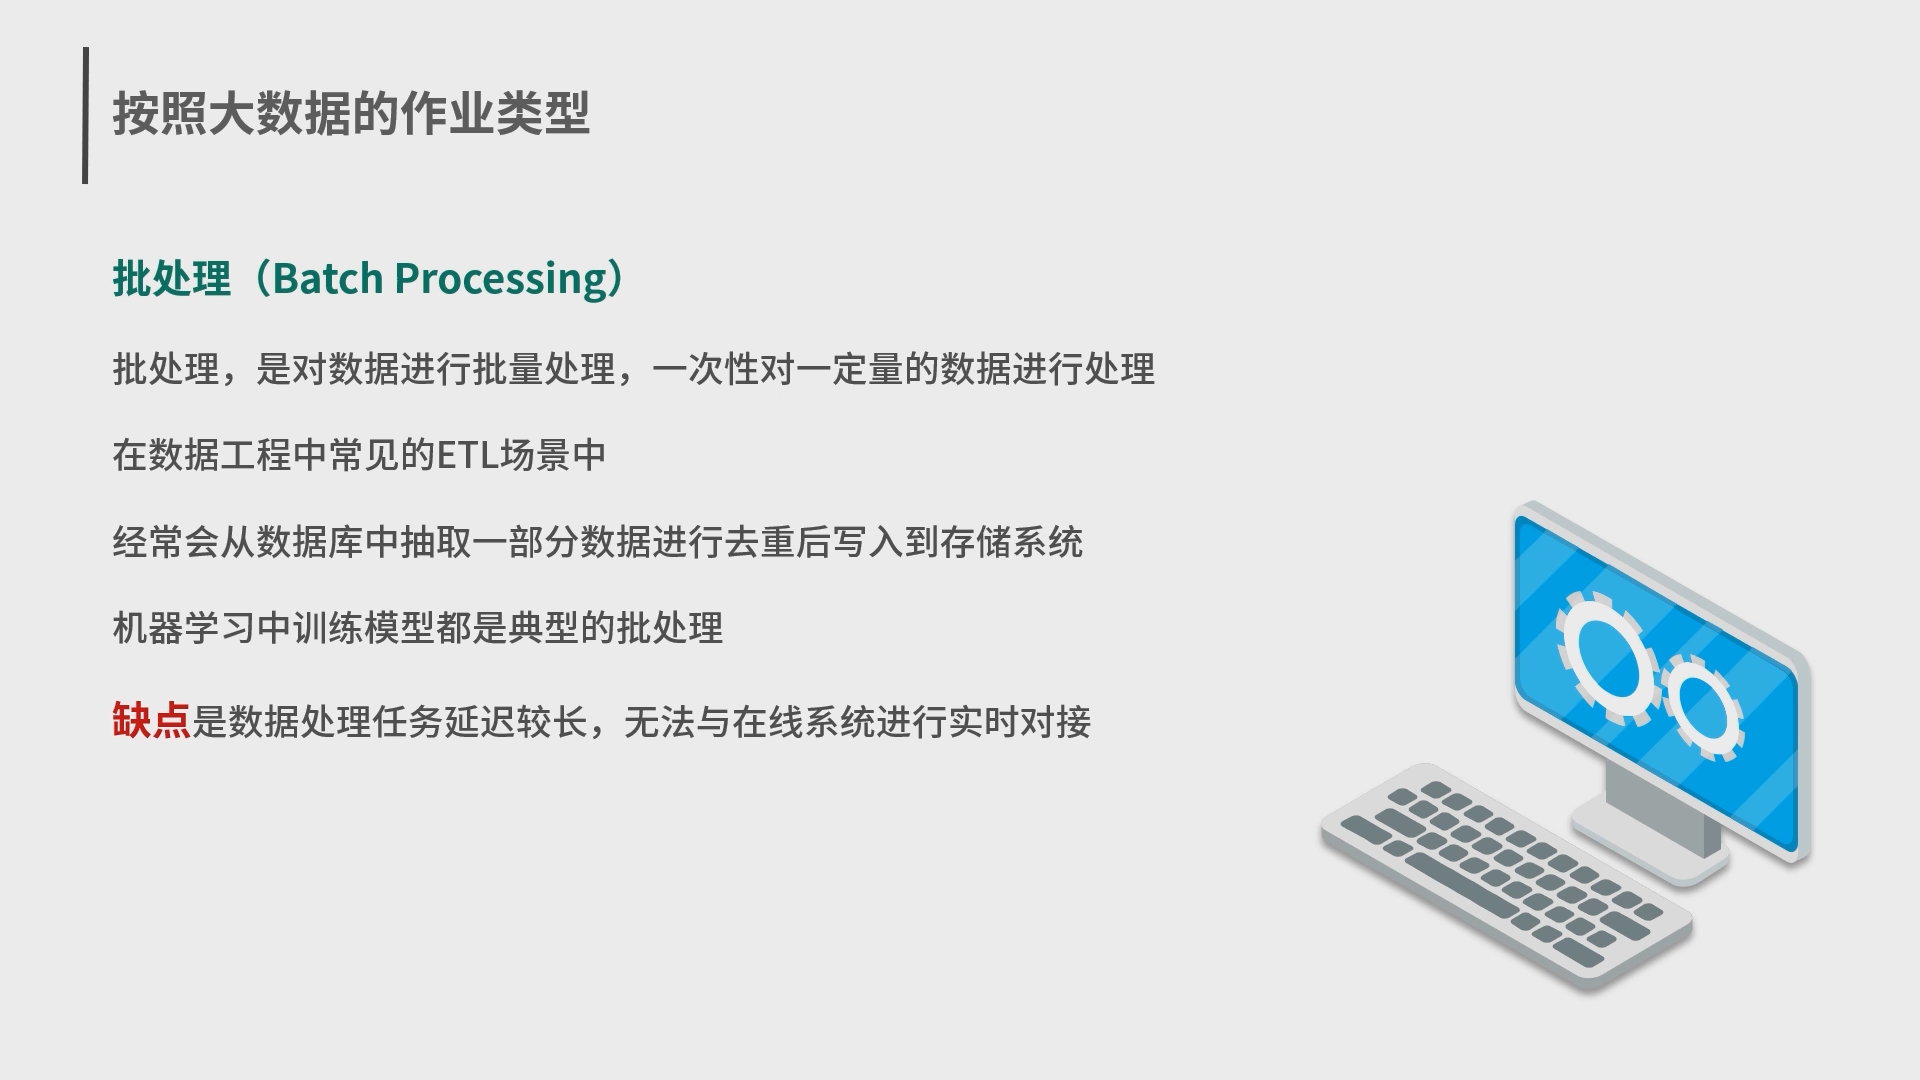 按照大数据的作业类型
批处理（Batch Processing）
批处理，是对数据进行批量处理，一次性对一定量的数据进行处理
在数据工程中常见的ETL场景中
经常会从数据库中抽取一部分数据进行去重后写入到存储系统
机器学习中训练模型都是典型的批处理
缺点是数据处理任务延迟较长，无法与在线系统进行实时对接